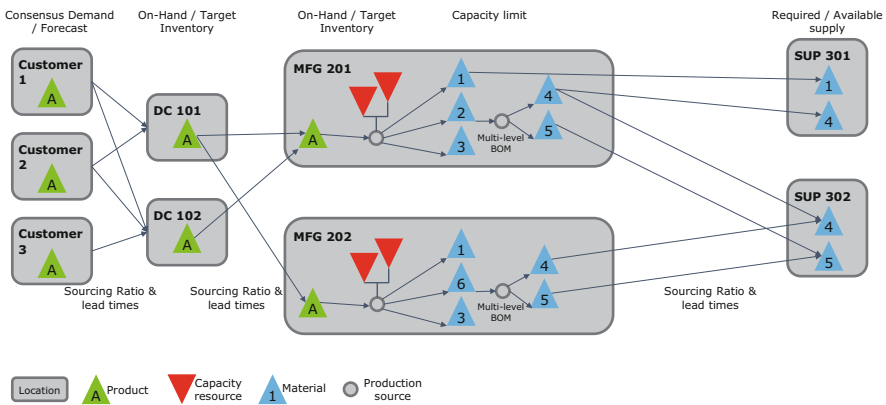 Consensus Demand
/ Forecast
On-Hand / Target
Inventory
On-Hand / Target
Inventory
Capacity limit
Required / Available
supply
Customer
1
A
Customer
2
A
Customer
3
A
DC 101
A
DC 102
A
Sourcing Ratio &
lead times
Sourcing Ratio &
lead times
MFG 201
A
1
2
3
Multi-level
BOM
4
5
MFG 202
A
1
6
3
Multi-level
BOM
4
5
SUP 301
1
4
SUP 302
4
5
Sourcing Ratio &
lead times
Location
A
Product
Capacity
resource
1
Material
Production
source